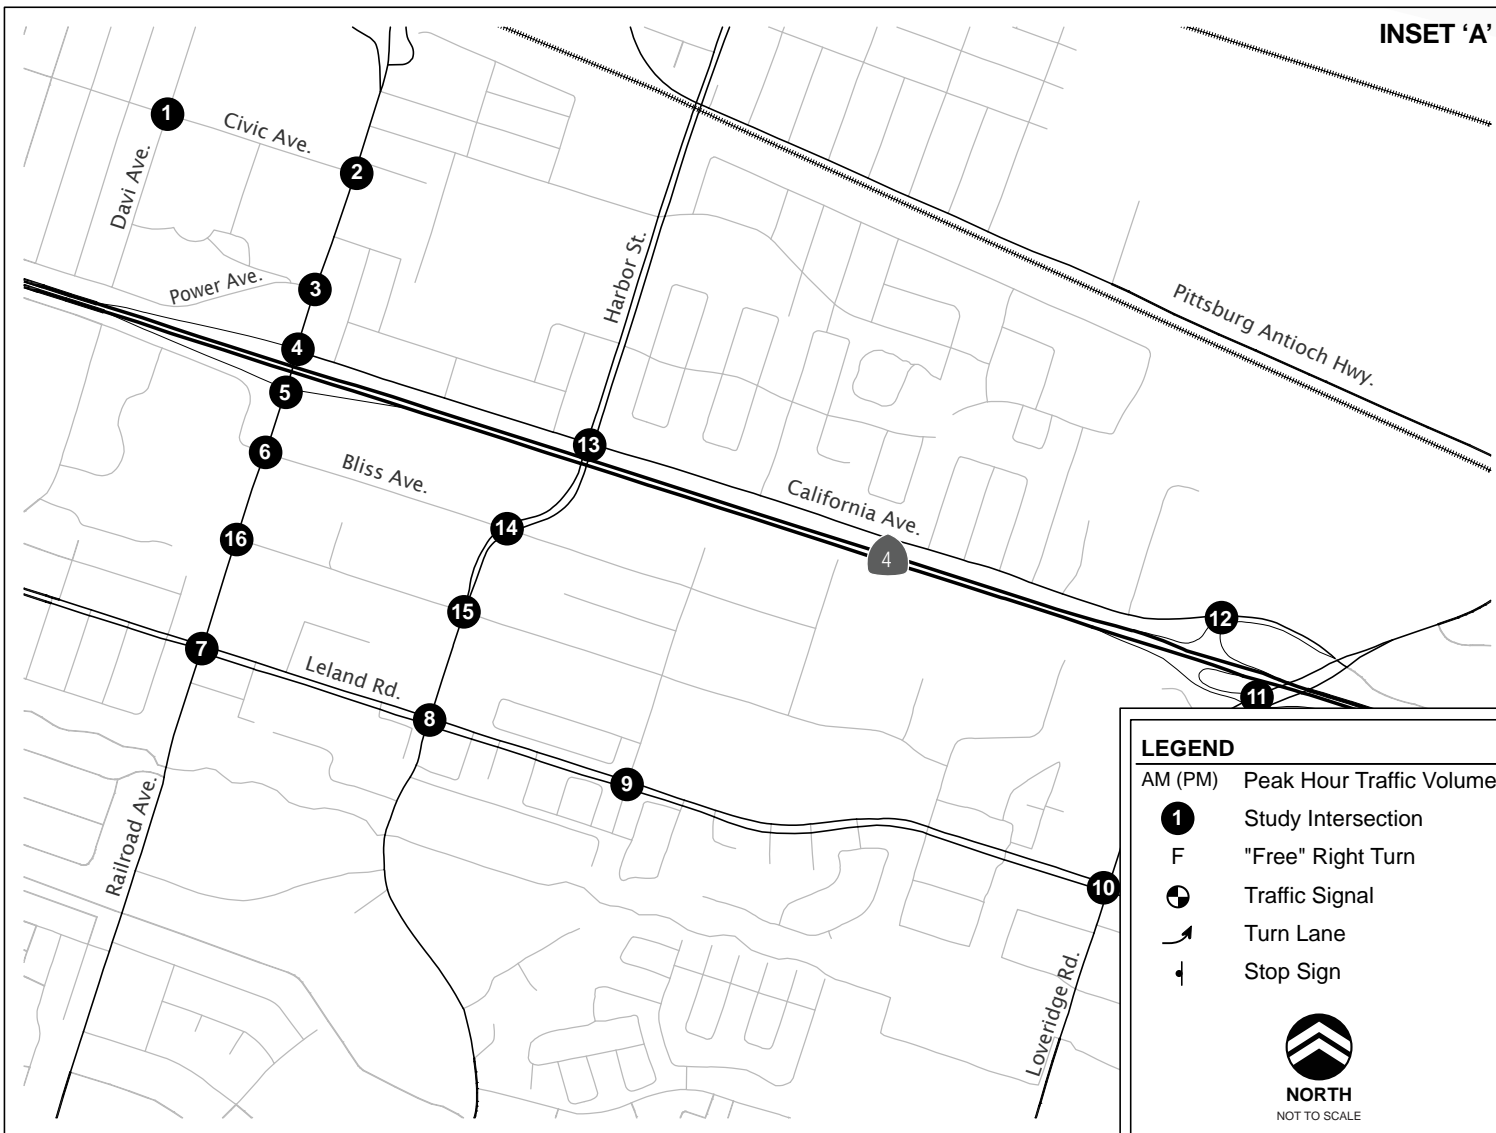 INSET ‘A’
1
Civic Ave.
2
Davi Ave.
Power Ave.
3
Harbor St.
Pittsburg Antioch Hwy.
4
5
6
Bliss Ave.
13
California Ave.
14
4
16
15
12
7
Leland Rd.
8
11
9
Railroad Ave.
10
Loveridge Rd.
LEGEND
AM (PM) Peak Hour Traffic Volume
1 Study Intersection
F "Free" Right Turn
Traffic Signal
Turn Lane
Stop Sign
NORTH
NOT TO SCALE